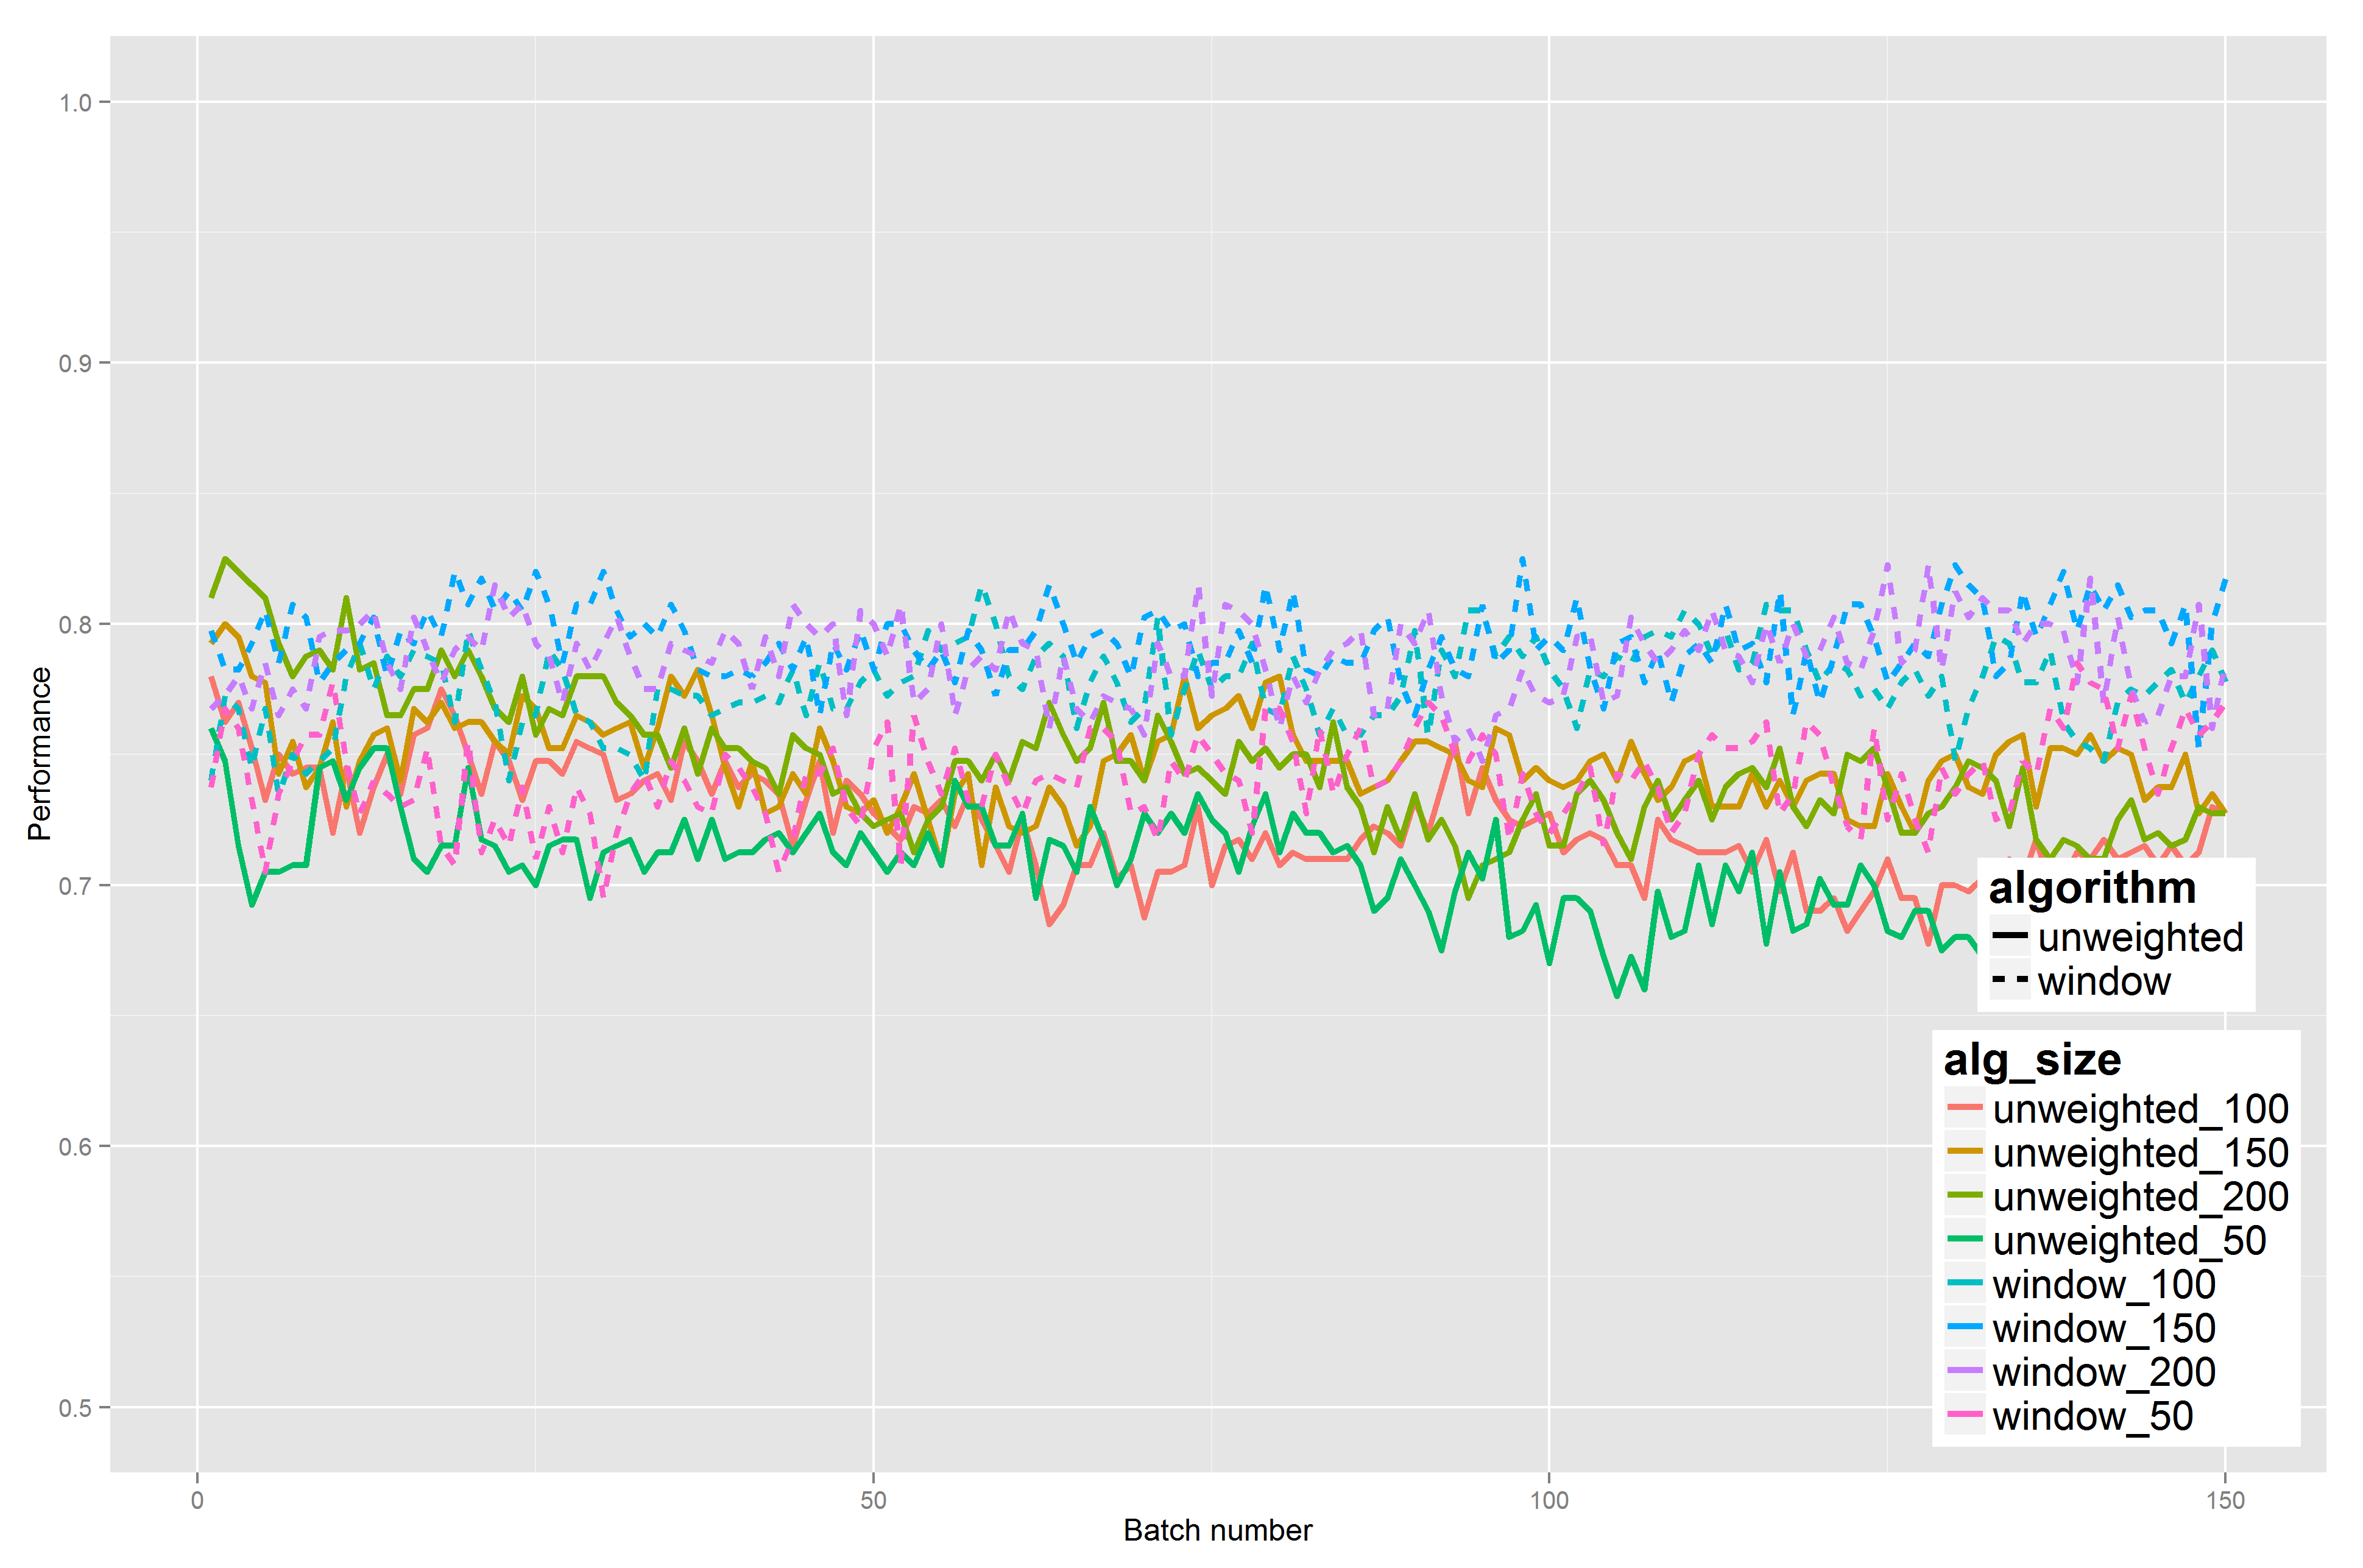 1.0
0.9
0.8
0.7
0.6
0.5
Performance
0
50
100
150
Batch number
algorithm
unweighted
window
alg_size
unweighted_100
unweighted_150
unweighted_200
unweighted_50
window_100
window_150
window_200
window_50